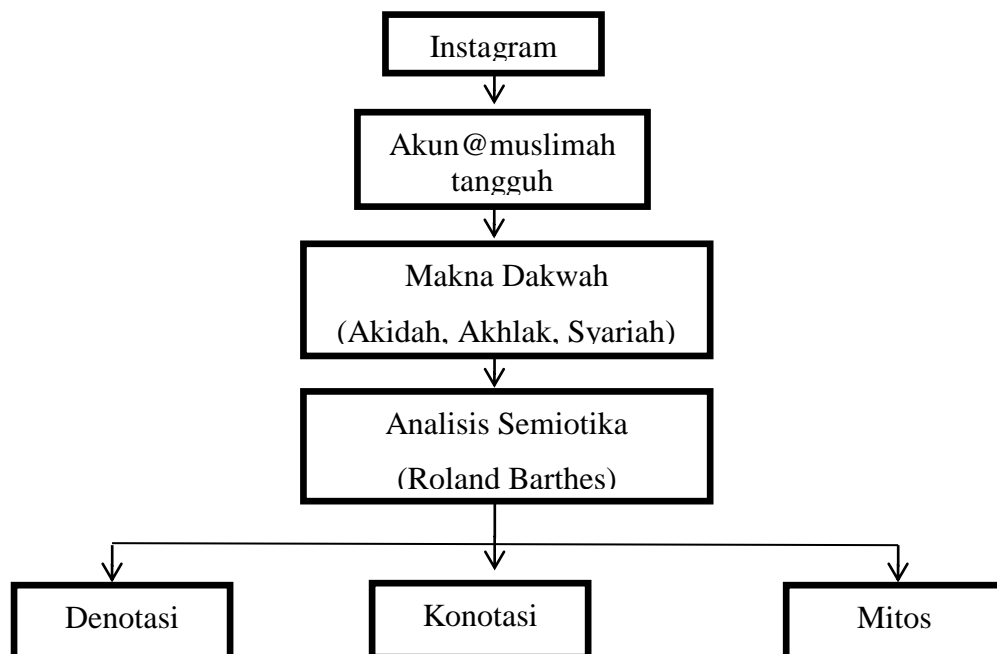 Instagram
Akun@muslimah
tangguh
Makna Dakwah
(Akidah, Akhlak, Syariah)
Analisis Semiotika
(Roland Barthes)
Denotasi
Konotasi
Mitos